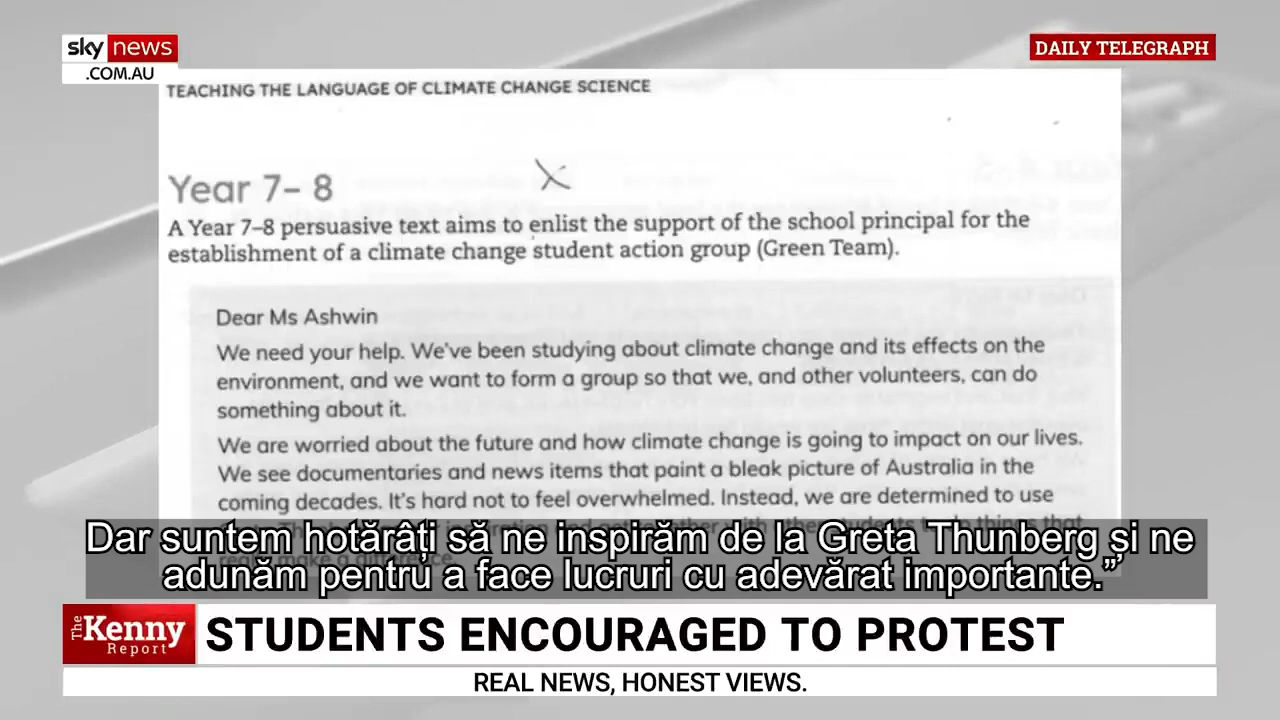 sky news
.COM.AU
DAILY TELEGRAPH
TEACHING THE LANGUAGE OF CLIMATE CHANGE SCIENCE
Year 7– 8
A Year 7–8 persuasive text aims to enlist the support of the school principal for the
establishment of a climate change student action group (Green Team).
Dear Ms Ashwin
We need your help. We've been studying about climate change and its effects on the
environment, and we want to form a group so that we, and other volunteers, can do
something about it.
We are worried about the future and how climate change is going to impact on our lives.
We see documentaries and news items that paint a bleak picture of Australia in the
coming decades. It's hard not to feel overwhelmed. Instead, we are determined to use
Dar suntem hotărâți să ne inspirăm de la Greta Thunberg și ne
adunăm pentru a face lucruri cu adevărat importante.”
The Kenny Report
STUDENTS ENCOURAGED TO PROTEST
REAL NEWS, HONEST VIEWS.